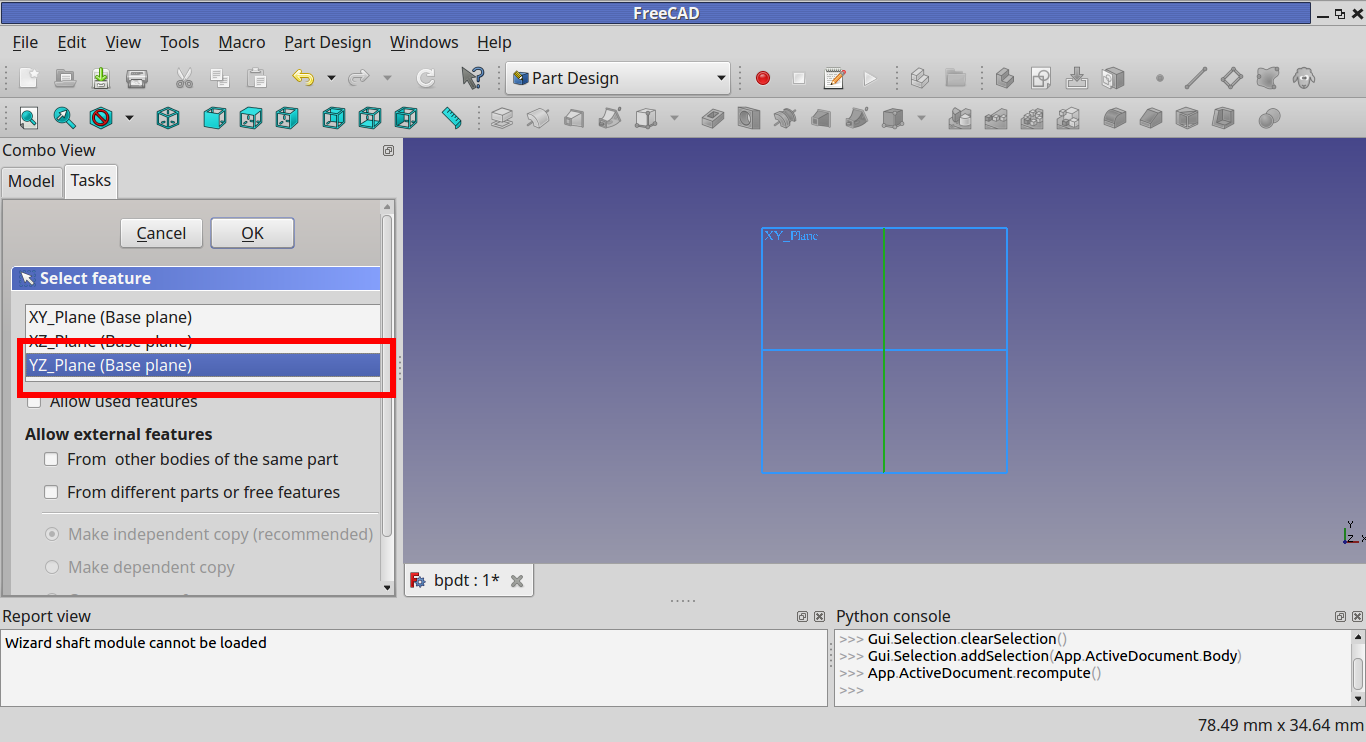 FreeCAD
File Edit View Tools Macro Part Design Windows Help
Part Design
Combo View
Model Tasks
Cancel OK
Select feature
XY_Plane (Base plane)
XZ_Plane (Base plane)
YZ_Plane (Base plane)
Allow used features
Allow external features
From other bodies of the same part
From different parts or free features
Make independent copy (recommended)
Make dependent copy
XY_Plane
Y
Z X
bpdt : 1*
Report view
Wizard shaft module cannot be loaded
Python console
>>> Gui.Selection.clearSelection()
>>> Gui.Selection.addSelection(App.ActiveDocument.Body)
>>> App.ActiveDocument.recompute()
>>>
78.49 mm x 34.64 mm